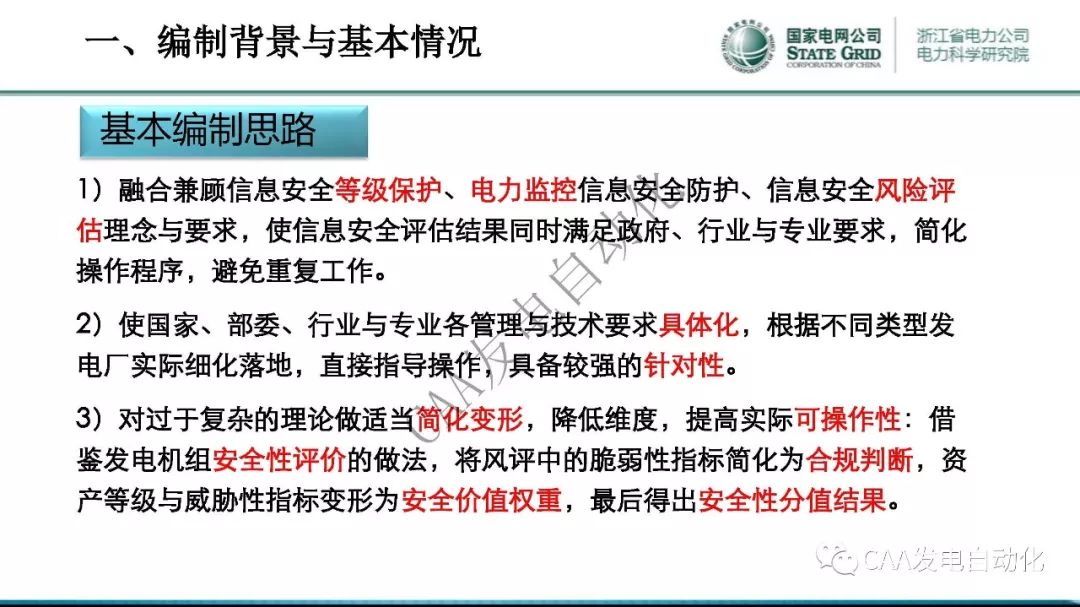 一、编制背景与基本情况
国家电网公司
STATE GRID
CORPORATION OF CHINA
浙江省电力公司
电力科学研究院
基本编制思路
1）融合兼顾信息安全等级保护、电力监控信息安全防护、信息安全风险评
估理念与要求，使信息安全评估结果同时满足政府、行业与专业要求，简化
操作程序，避免重复工作。
2）使国家、部委、行业与专业各管理与技术要求具体化，根据不同类型发
电厂实际细化落地，直接指导操作，具备较强的针对性。
3）对过于复杂的理论做适当简化变形，降低维度，提高实际可操作性：借
鉴发电机组安全性评价的做法，将风评中的脆弱性指标简化为合规判断，资
产等级与威胁性指标变形为安全价值权重，最后得出安全性分值结果。
CAA发电自动化
CAA发电自动化